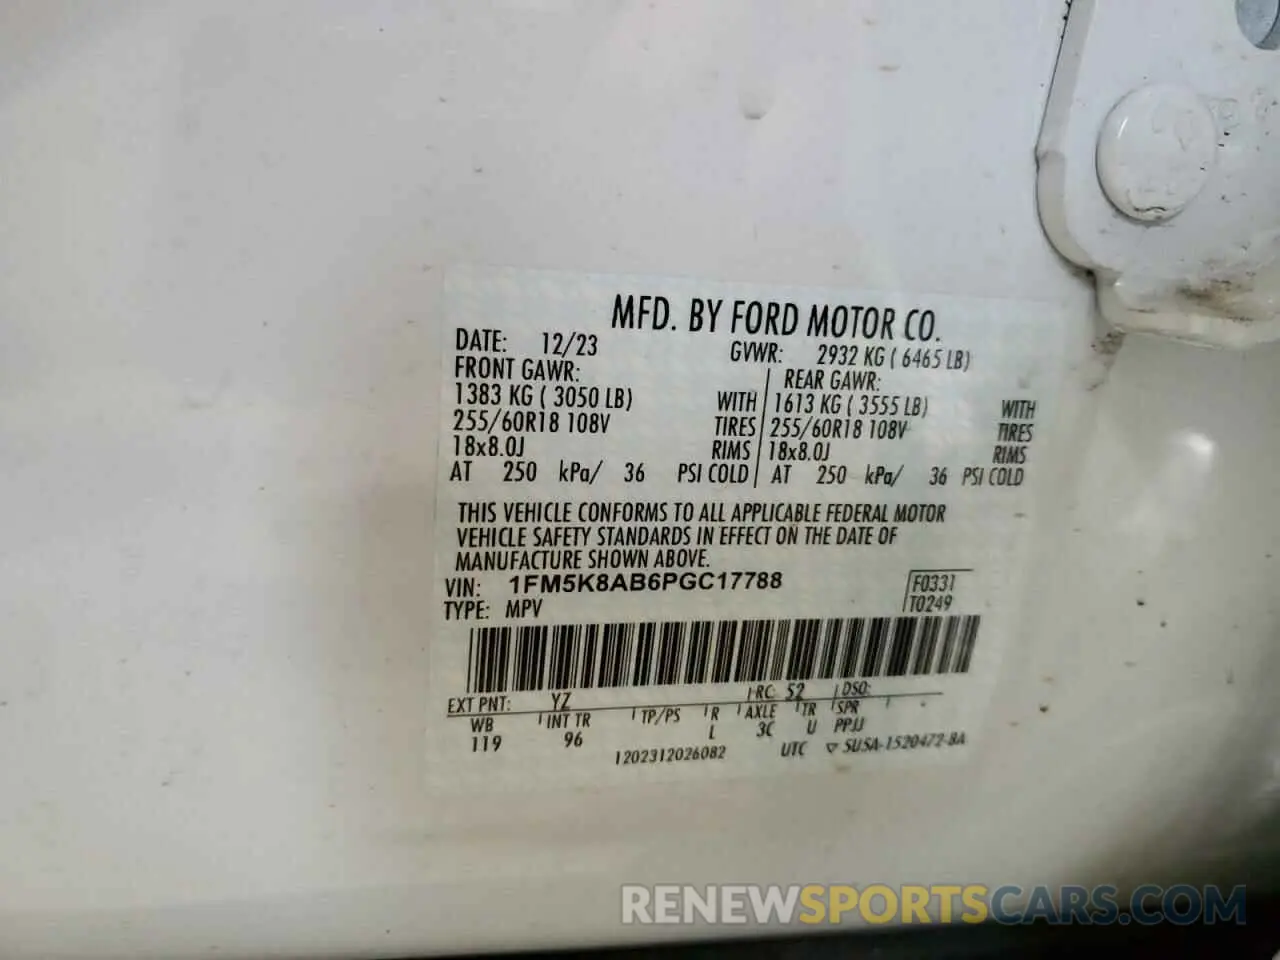 MFD. BY FORD MOTOR CO.
DATE: 12/23 GVWR: 2932 KG ( 6465 LB)
FRONT GAWR: REAR GAWR:
1383 KG ( 3050 LB) WITH 1613 KG ( 3555 LB) WITH
255/60R18 108V TIRES 255/60R18 108V TIRES
18x8.0J RIMS 18x8.0J RIMS
AT 250 kPa/ 36 PSI COLD AT 250 kPa/ 36 PSI COLD
THIS VEHICLE CONFORMS TO ALL APPLICABLE FEDERAL MOTOR
VEHICLE SAFETY STANDARDS IN EFFECT ON THE DATE OF
MANUFACTURE SHOWN ABOVE.
VIN: 1FM5K8AB6PGC17788 F0331
TYPE: MPV T0249
EXT PNT: YZ RC: 52 DSO:
WB INT TR TP/PS R AXLE TR SPR
119 96 L 3C U PPJJ
1202312026082 UTC ▽ SUSA-1520472-BA
RENEWSPORTSCARS.COM